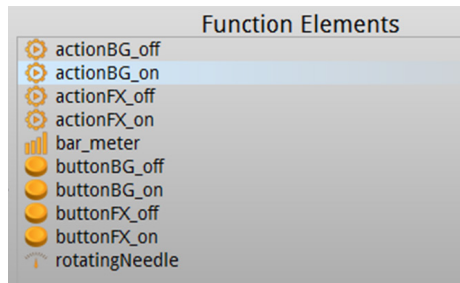 Function Elements
actionBG_off
actionBG_on
actionFX_off
actionFX_on
bar_meter
buttonBG_off
buttonBG_on
buttonFX_off
buttonFX_on
rotatingNeedle